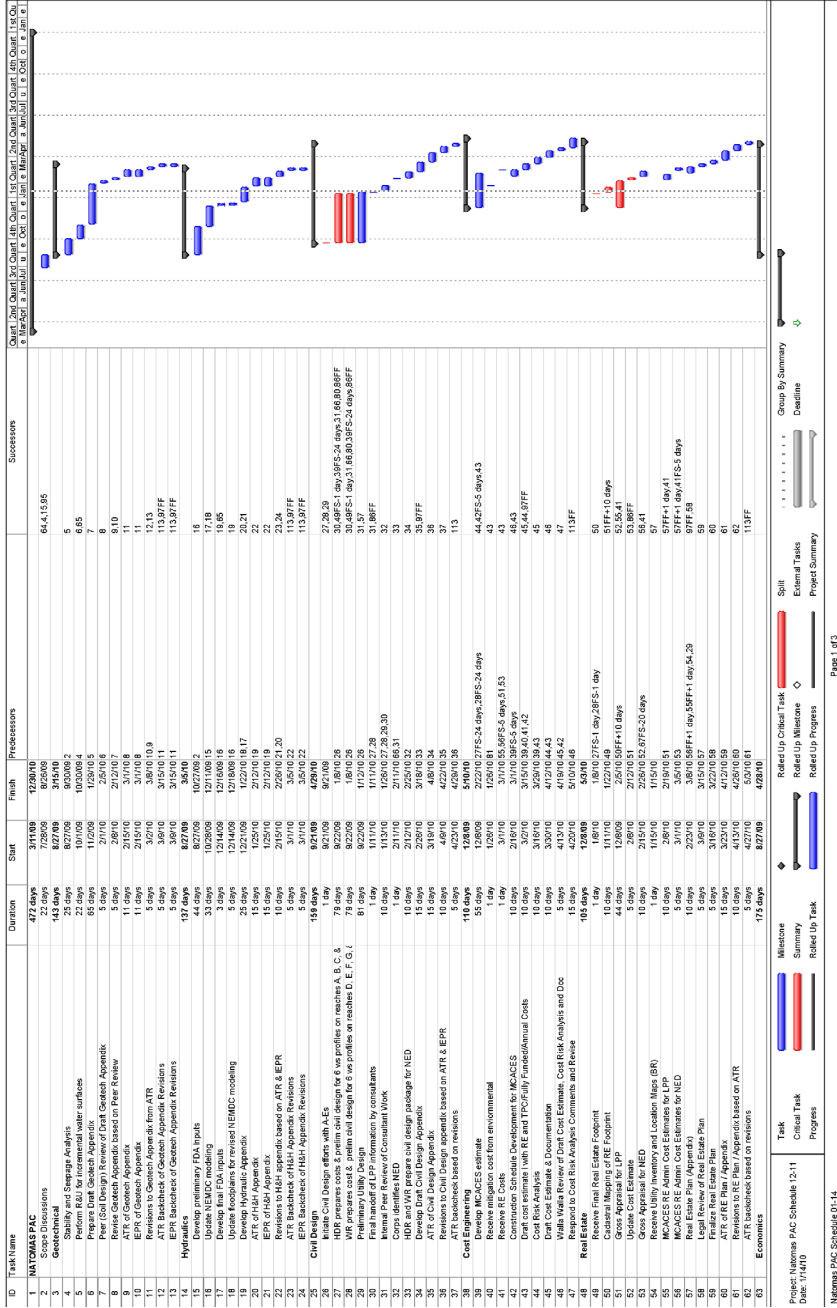 ID Task Name Duration Start Finish Predecessors Successors
1 NATOMAS PAC 472 days 3/11/09 12/30/10
2 Scope Discussions 22 days 7/28/09 8/26/09 64,4,15,95
3 Geotechnical 143 days 8/27/09 3/15/10
4 Stability and Seepage Analysis 25 days 8/27/09 9/30/09 2 5
5 Perform R&U for Incremental water surfaces 22 days 10/1/09 10/30/09 4 6,65
6 Prepare Draft Geotech Appendix 65 days 11/2/09 1/29/10 5 7
7 Peer (Soil Design) Review of Draft Geotech Appendix 5 days 2/1/10 2/5/10 6 8
8 Revise Geotech Appendix based on Peer Review 5 days 2/8/10 2/12/10 7 9,10
9 ATR of Geotech Appendix 11 days 2/15/10 3/1/10 8 11
10 IEPR of Geotech Appendix 11 days 2/15/10 3/1/10 8 11
11 Revisions to Geotech Appendix from ATR 5 days 3/2/10 3/8/10 10,9 12,13
12 ATR Backcheck of Geotech Appendix Revisions 5 days 3/9/10 3/15/10 11 113,97FF
13 IEPR Backcheck of Geotech Appendix Revisions 5 days 3/9/10 3/15/10 11 113,97FF
14 Hydraulics 137 days 8/27/09 3/5/10
15 Develop preliminary FDA inputs 44 days 8/27/09 10/27/09 2 16
16 Update NEMDC modeling 33 days 10/28/09 12/11/09 15 17,18
17 Develop final FDA inputs 3 days 12/14/09 12/16/09 16 19,65
18 Update floodplains for revised NEMDC modeling 5 days 12/14/09 12/18/09 16 19
19 Develop Hydraulic Appendix 25 days 12/21/09 1/22/10 18,17 20,21
20 ATR of H&H Appendix 15 days 1/25/10 2/12/10 19 22
21 IEPR of H&H Appendix 15 days 1/25/10 2/12/10 19 22
22 Revisions to H&H appendix based on ATR & IEPR 10 days 2/15/10 2/26/10 21,20 23,24
23 ATR Backcheck of H&H Appendix Revisions 5 days 3/1/10 3/5/10 22 113,97FF
24 IEPR Backcheck of H&H Appendix Revisions 5 days 3/1/10 3/5/10 22 113,97FF
25 Civil Design 159 days 9/21/09 4/29/10
26 Initiate Civil Design efforts with A-Es 1 day 9/21/09 9/21/09 27,28,29
27 HDR prepares costs & prelim civil design for 6 ws profiles on reaches A, B, C, & 79 days 9/22/09 1/8/10 26 30,49FS-1 day,39FS-24 days,31,66,80,86FF
28 WR prepares cost & prelim civil design for 6 ws profiles on reaches D, E, F, G, & 79 days 9/22/09 1/8/10 26 30,49FS-1 day,31,66,80,39FS-24 days,86FF
29 Preliminary Utility Design 81 days 9/22/09 1/12/10 26 31,57
30 Final handoff of LPP information by consultants 1 day 1/11/10 1/11/10 27,28 31,86FF
31 Internal Peer Review of Consultant Work 10 days 1/13/10 1/26/10 27,28,29,30 32
32 Corps identifies NED 1 day 2/11/10 2/11/10 66,31 33
33 HDR and WR prepare civil design package for NED 10 days 2/12/10 2/25/10 32 34
34 Develop Draft Civil Design Appendix 15 days 2/26/10 3/18/10 33 35,97FF
35 ATR of Civil Design Appendix 15 days 3/19/10 4/8/10 34 36
36 Revisions to Civil Design appendix based on ATR & IEPR 10 days 4/9/10 4/22/10 35 37
37 ATR backcheck based on revisions 5 days 4/23/10 4/29/10 36 113
38 Cost Engineering 110 days 12/8/09 5/10/10
39 Develop MCACES estimate 55 days 12/8/09 2/22/10 27FS-24 days,28FS-24 days 44,42FS-5 days,43
40 Receive mitigation cost from enviornmental 1 day 1/26/10 1/26/10 81 43
41 Receive RE Costs 1 day 3/1/10 3/1/10 55,56FS-5 days,51,53 43
42 Construction Schedule Development for MCACES 10 days 2/16/10 3/1/10 39FS-5 days 46,43
43 Draft cost estimate I with RE and TPC/Fully Funded/Annual Costs 10 days 3/2/10 3/15/10 39,40,41,42 45,44,97FF
44 Cost Risk Analysis 10 days 3/16/10 3/29/10 39,43 45
45 Draft Cost Estimate & Documentation 10 days 3/30/10 4/12/10 44,43 46
46 Walla Walla Review of Draft Cost Estimate, Cost Risk Analysis and Doc 5 days 4/13/10 4/19/10 45,42 47
47 Respond to Cost Risk Analysis Comments and Revise 15 days 4/20/10 5/10/10 46 113FF
48 Real Estate 105 days 12/8/09 5/3/10
49 Receive Final Real Estate Footprint 1 day 1/8/10 1/8/10 27FS-1 day,28FS-1 day 50
50 Cadastral Mapping of RE Footprint 10 days 1/11/10 1/22/10 49 51FF+10 days
51 Gross Appraisal for LPP 44 days 12/8/09 2/5/10 50FF+10 days 52,55,41
52 Update Cost Estimate 5 days 2/8/10 2/12/10 51 53,86FF
53 Gross Appraisal for NED 10 days 2/15/10 2/26/10 52,67FS-20 days 56,41
54 Receive Utility Inventory and Location Maps (BR) 1 day 1/15/10 1/15/10 57
55 MCACES RE Admin Cost Estimates for LPP 10 days 2/8/10 2/19/10 51 57FF+1 day,41
56 MCACES RE Admin Cost Estimates for NED 5 days 3/1/10 3/5/10 53 57FF+1 day,41FS-5 days
57 Real Estate Plan (Appendix) 10 days 2/23/10 3/8/10 56FF+1 day,55FF+1 day,54,29 97FF,58
58 Legal Review of Real Estate Plan 5 days 3/9/10 3/15/10 57 59
59 Finalize Real Estate Plan 5 days 3/16/10 3/22/10 58 60
60 ATR of RE Plan / Appendix 15 days 3/23/10 4/12/10 59 61
61 Revisions to RE Plan / Appendix based on ATR 10 days 4/13/10 4/26/10 60 62
62 ATR backcheck based on revisions 5 days 4/27/10 5/3/10 61 113FF
63 Economics 175 days 8/27/09 4/28/10
Project: Natomas PAC Schedule 12-11
Date: 1/14/10
Task
Critical Task
Progress
Milestone
Summary
Rolled Up Task
Rolled Up Critical Task
Rolled Up Milestone
Rolled Up Progress
Split
External Tasks
Project Summary
Group By Summary
Deadline
Natomas PAC Schedule 01-14
Page 1 of 3